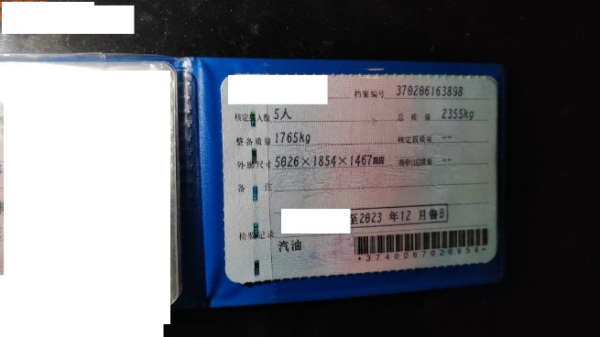 档案编号 370206163898
核定载人数 5人 总质量 2355kg
整备质量 1765kg 核定载质量 --
外廓尺寸 5026×1854×1467mm 准牵引总质量 --
备注
检验记录 至2023年12月鲁B
汽油
*3740067020656*